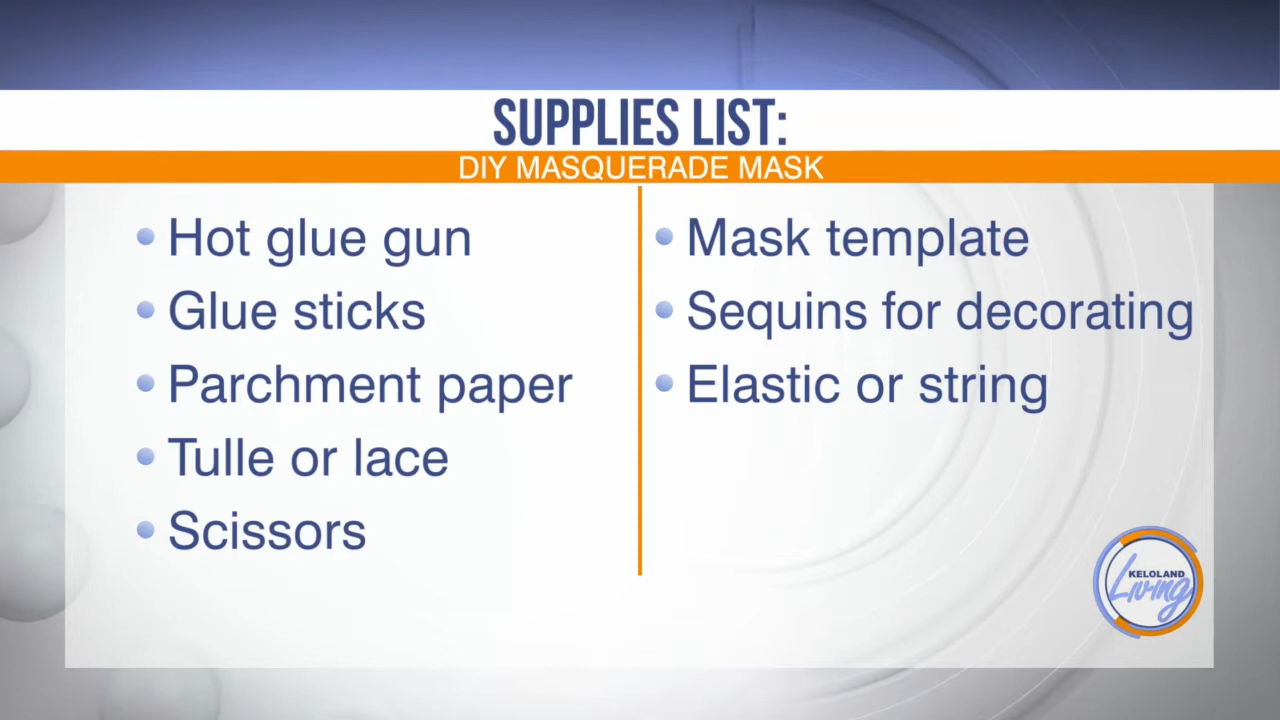 SUPPLIES LIST:
DIY MASQUERADE MASK
Hot glue gun
Glue sticks
Parchment paper
Tulle or lace
Scissors
Mask template
Sequins for decorating
Elastic or string
KELOLAND
Living